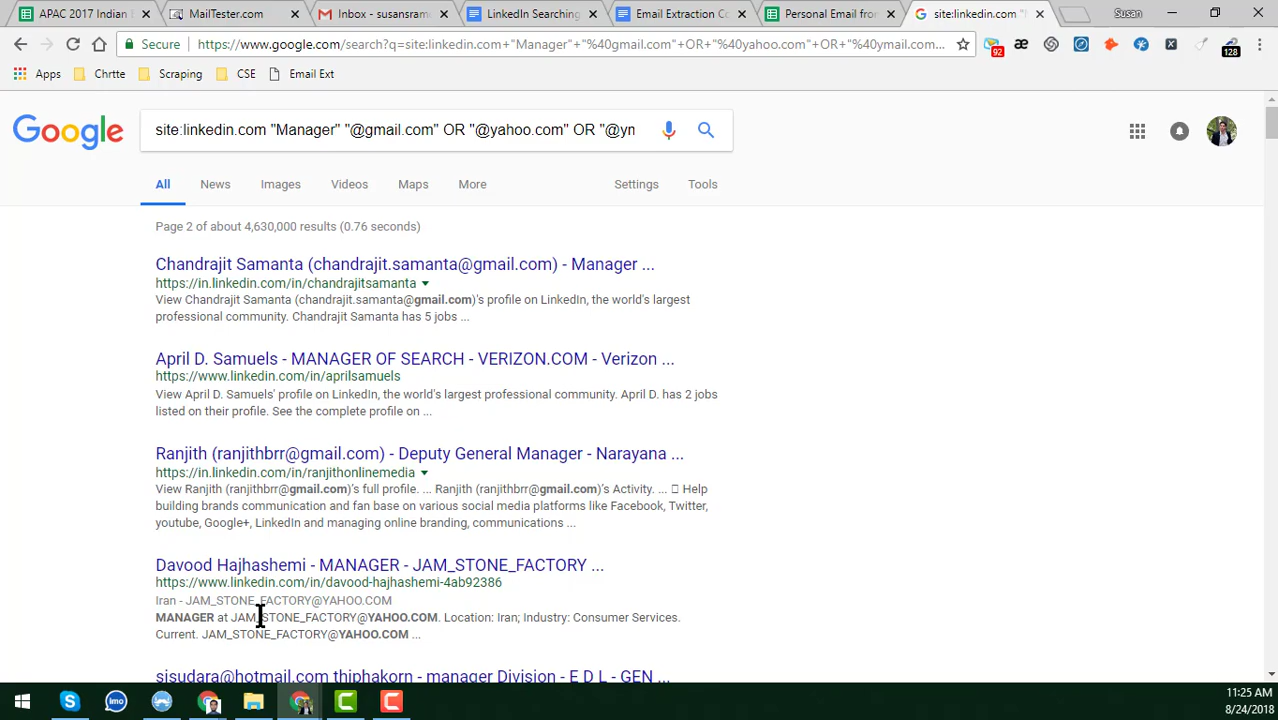 APAC 2017 Indian E
MailTester.com
Inbox - susansram
LinkedIn Searching
Email Extraction Co
Personal Email from
site:linkedin.com "
Susan
Secure
https://www.google.com/search?q=site:linkedin.com+"Manager"+"%40gmail.com"+OR+"%40yahoo.com"+OR+"%40ymail.com...
92
128
Apps
Chrtte
Scraping
CSE
Email Ext
Google
site:linkedin.com "Manager" "@gmail.com" OR "@yahoo.com" OR "@yn
All
News
Images
Videos
Maps
More
Settings
Tools
Page 2 of about 4,630,000 results (0.76 seconds)
Chandrajit Samanta (chandrajit.samanta@gmail.com) - Manager ...
https://in.linkedin.com/in/chandrajitsamanta
View Chandrajit Samanta (chandrajit.samanta@gmail.com)'s profile on LinkedIn, the world's largest
professional community. Chandrajit Samanta has 5 jobs ...
April D. Samuels - MANAGER OF SEARCH - VERIZON.COM - Verizon ...
https://www.linkedin.com/in/aprilsamuels
View April D. Samuels' profile on LinkedIn, the world's largest professional community. April D. has 2 jobs
listed on their profile. See the complete profile on ...
Ranjith (ranjithbrr@gmail.com) - Deputy General Manager - Narayana ...
https://in.linkedin.com/in/ranjithonlinemedia
View Ranjith (ranjithbrr@gmail.com)'s full profile. ... Ranjith (ranjithbrr@gmail.com)'s Activity. ... Help
building brands communication and fan base on various social media platforms like Facebook, Twitter,
youtube, Google+, LinkedIn and managing online branding, communications ...
Davood Hajhashemi - MANAGER - JAM_STONE_FACTORY ...
https://www.linkedin.com/in/davood-hajhashemi-4ab92386
Iran - JAM_STONE_FACTORY@YAHOO.COM
MANAGER at JAM_STONE_FACTORY@YAHOO.COM. Location: Iran; Industry: Consumer Services.
Current. JAM_STONE_FACTORY@YAHOO.COM ...
sisudara@hotmail.com thiphakorn - manager Division - E D L - GEN ...
11:25 AM
8/24/2018